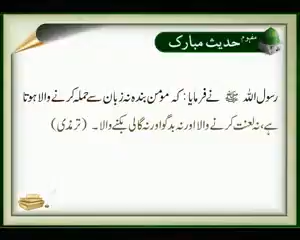 مفہوم حدیث مبارک
رسول اللہ ﷺ نے فرمایا : کہ مومن بندہ نہ زبان سے حملہ کرنے والا ہوتا
ہے، نہ لعنت کرنے والا اور نہ بدگو اور نہ گالی بکنے والا ۔ (ترمذی)